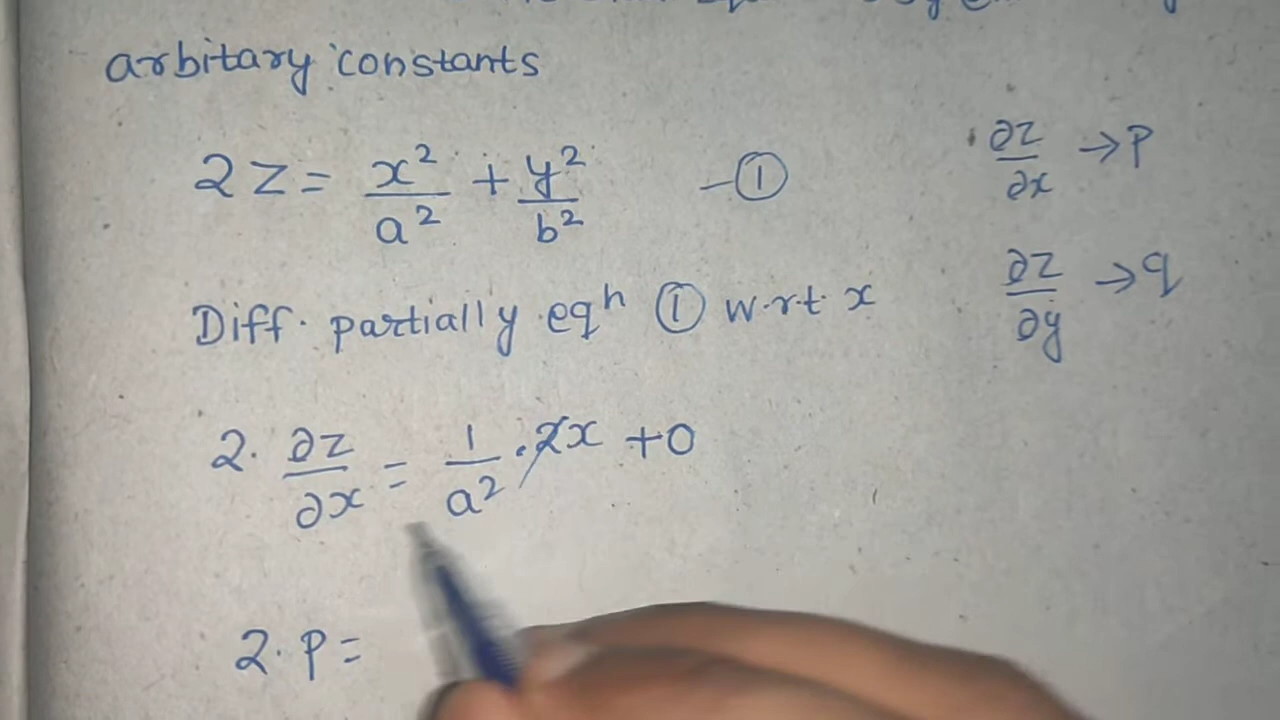 arbitary constants
2z = x²/a² + y²/b² —①
∂z/∂x → p
∂z/∂y → q
Diff. partially eqⁿ ① w.r.t. x
2. ∂z/∂x = 1/a² . 2x + 0
2. p =